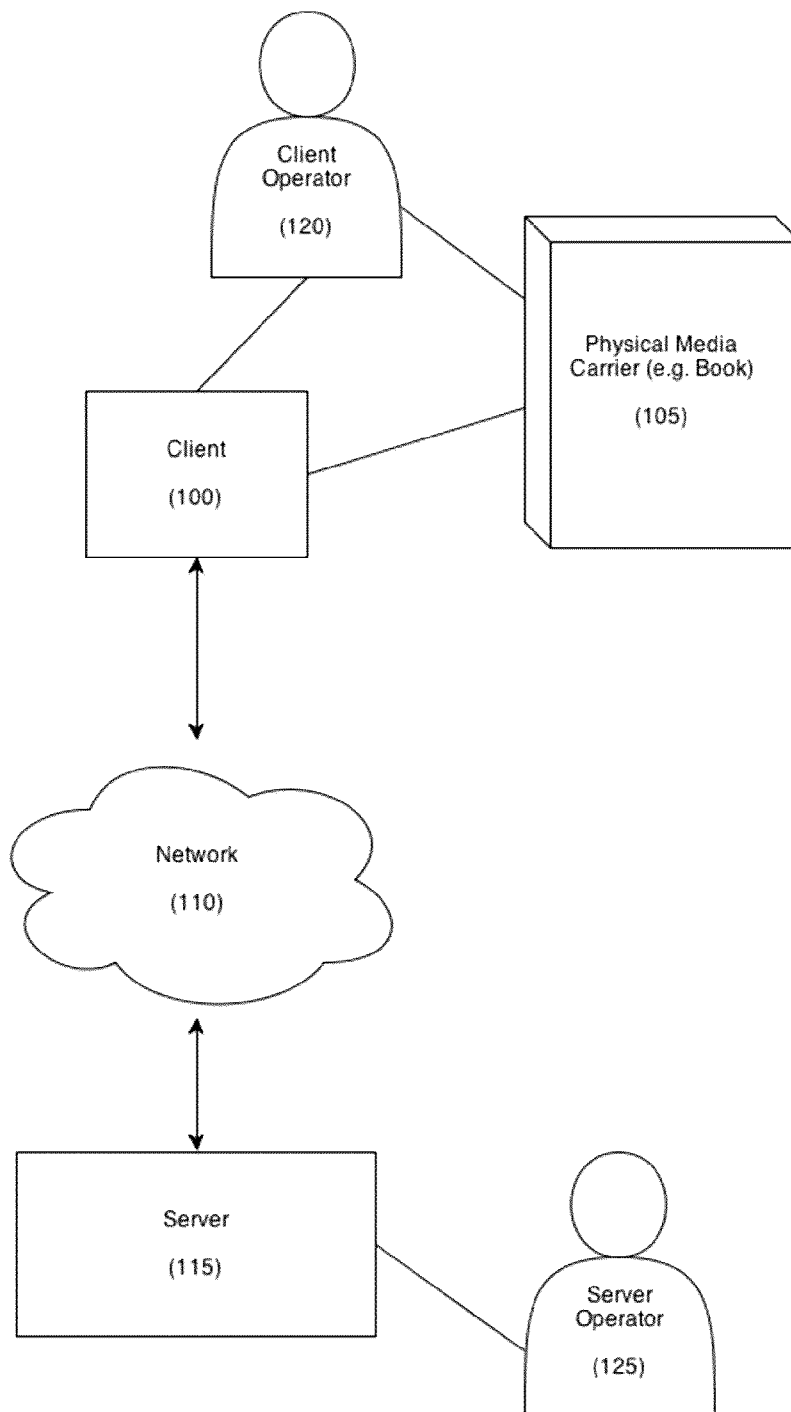 Client
Operator
(120)
Physical Media
Carrier (e.g. Book)
(105)
Client
(100)
Network
(110)
Server
(115)
Server
Operator
(125)